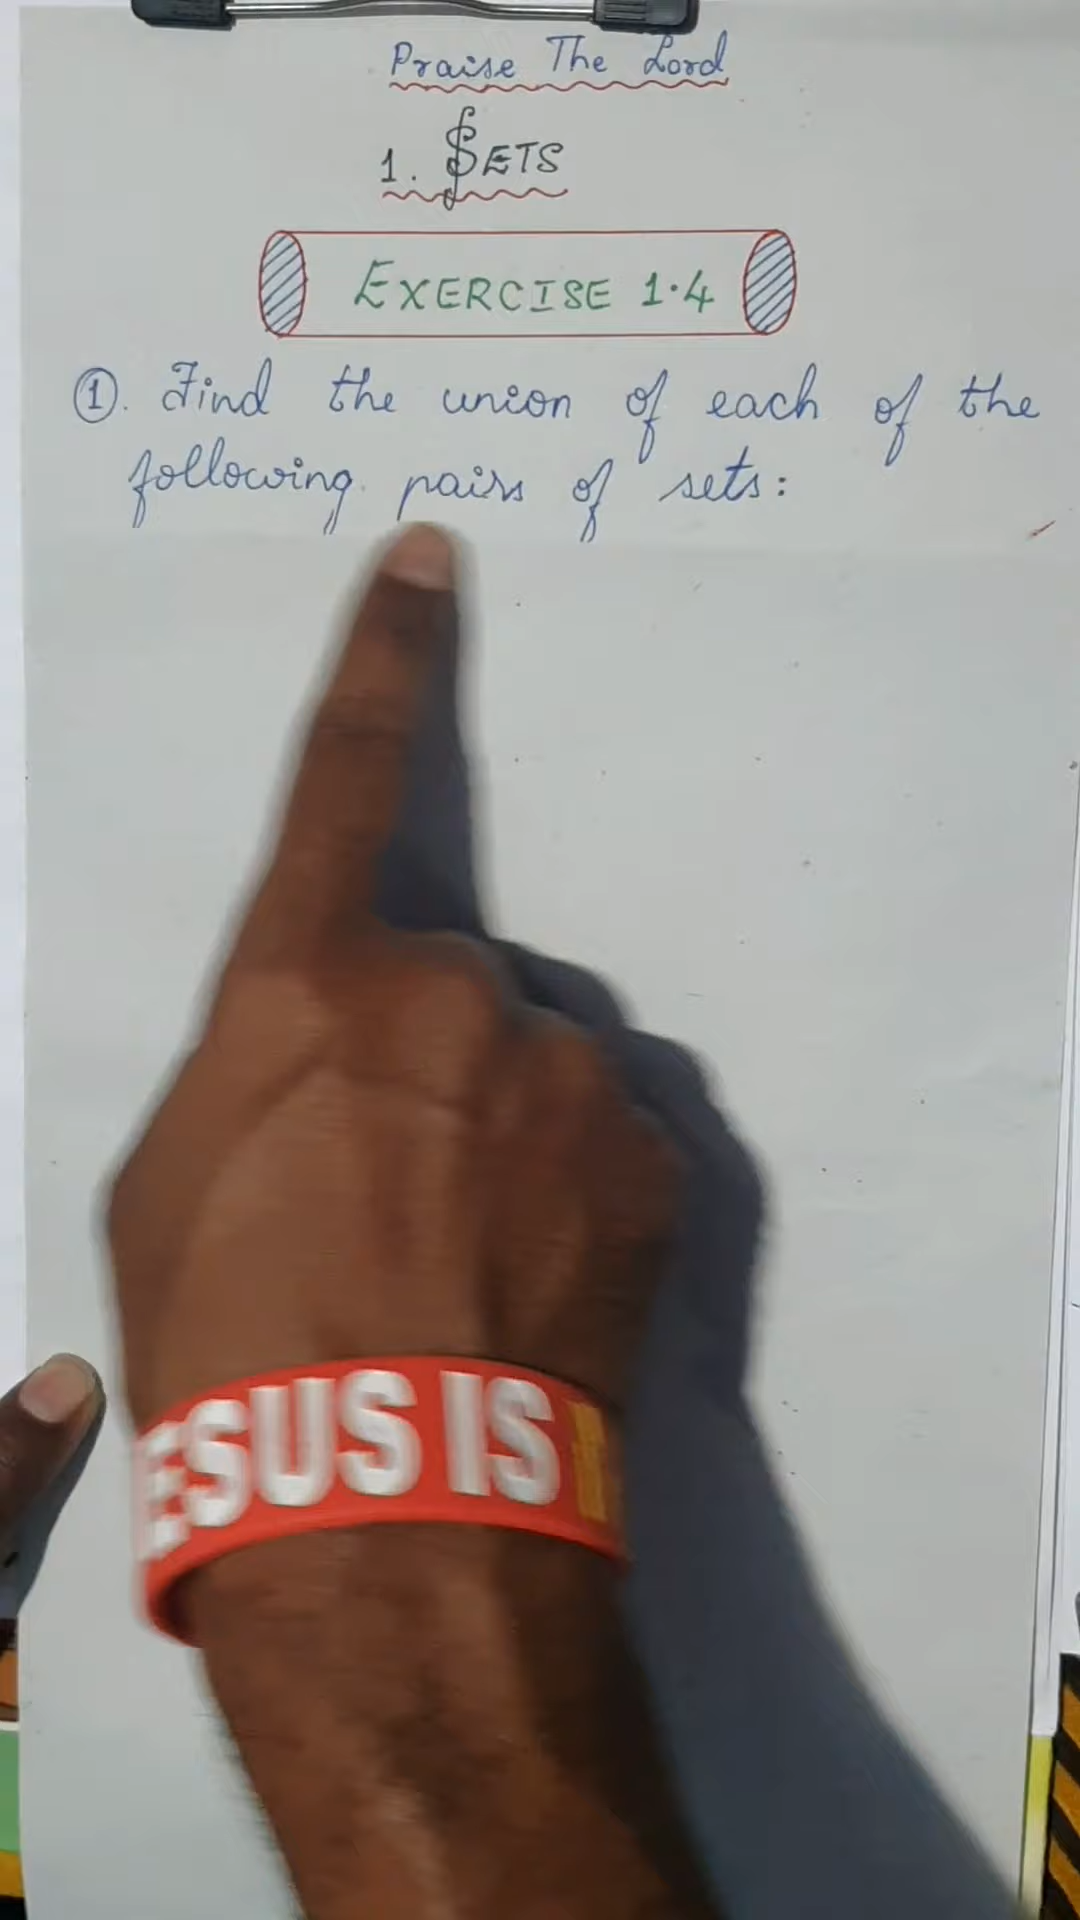 Praise The Lord
1. SETS
EXERCISE 1.4
①. Find the union of each of the
following pairs of sets:
ESUS IS